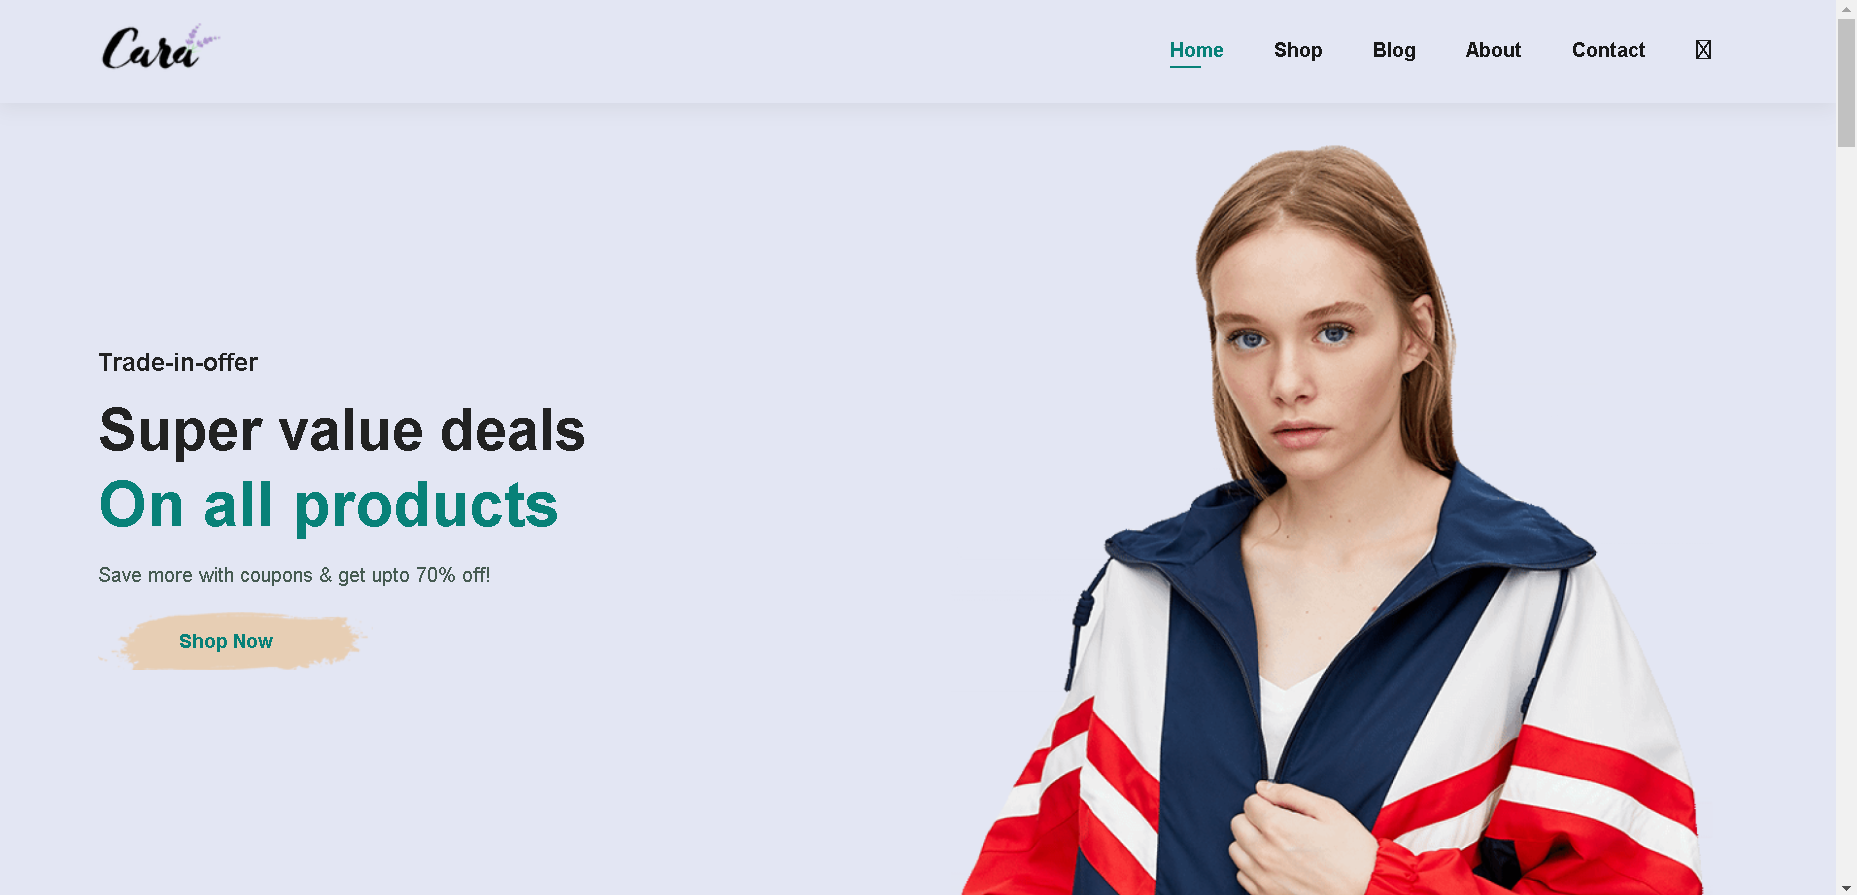 Cara
Home Shop Blog About Contact
Trade-in-offer
Super value deals
On all products
Save more with coupons & get upto 70% off!
Shop Now